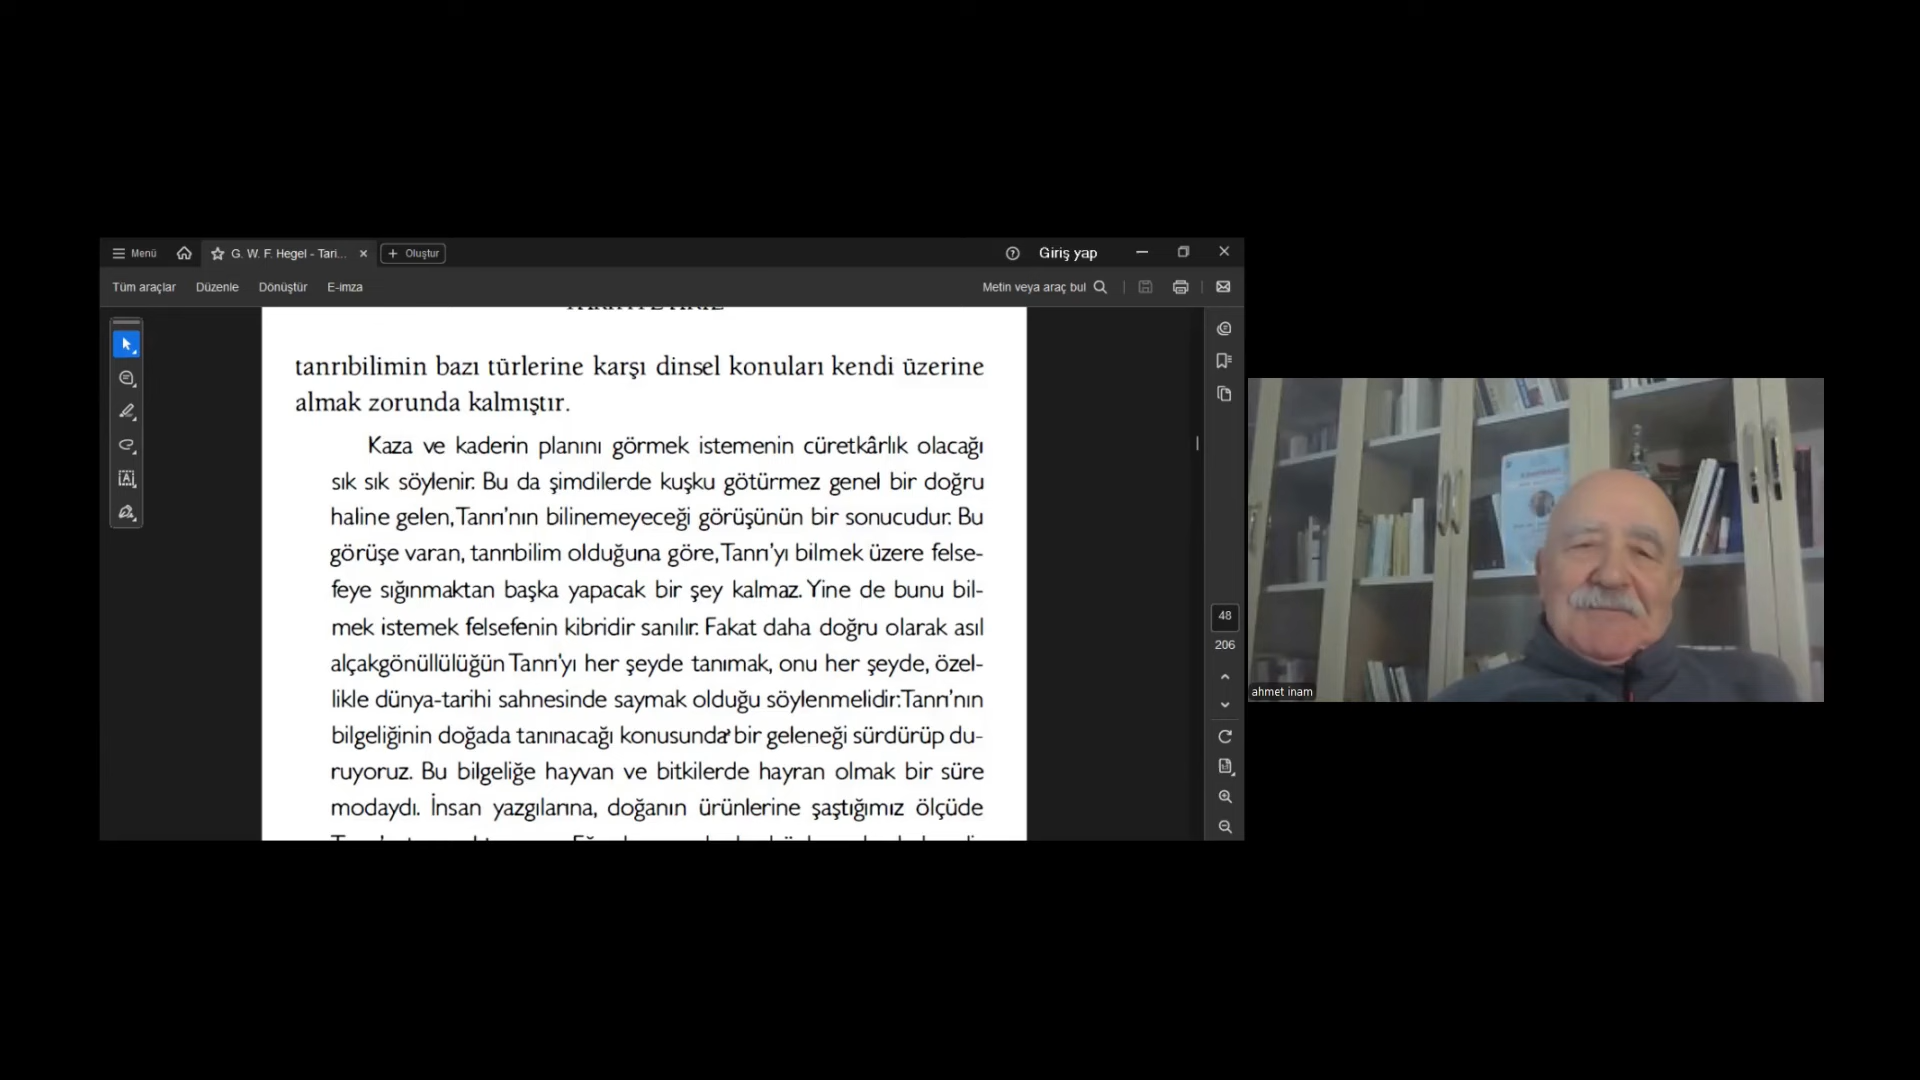 Menü
G. W. F. Hegel - Tari...
Oluştur
Giriş yap
Tüm araçlar
Düzenle
Dönüştür
E-imza
Metin veya araç bul
tanrıbilimin bazı türlerine karşı dinsel konuları kendi üzerine
almak zorunda kalmıştır.
Kaza ve kaderin planını görmek istemenin cüretkârlık olacağı
sık sık söylenir. Bu da şimdilerde kuşku götürmez genel bir doğru
haline gelen, Tanrı’nın bilinemeyeceği görüşünün bir sonucudur. Bu
görüşe varan, tanrıbilim olduğuna göre, Tanrı’yı bilmek üzere felse-
feye sığınmaktan başka yapacak bir şey kalmaz. Yine de bunu bil-
mek istemek felsefenin kibridir sanılır. Fakat daha doğru olarak asıl
alçakgönüllülüğün Tanrı’yı her şeyde tanımak, onu her şeyde, özel-
likle dünya-tarihi sahnesinde saymak olduğu söylenmelidir. Tanrı’nın
bilgeliğinin doğada tanınacağı konusunda bir geleneği sürdürüp du-
ruyoruz. Bu bilgeliğe hayvan ve bitkilerde hayran olmak bir süre
modaydı. İnsan yazgılarına, doğanın ürünlerine şaştığımız ölçüde
48
206
ahmet inam